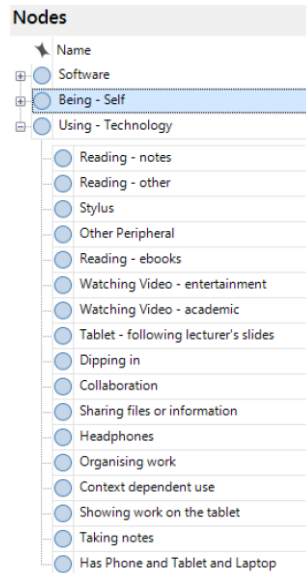 Nodes
Name
Software
Being - Self
Using - Technology
Reading - notes
Reading - other
Stylus
Other Peripheral
Reading - ebooks
Watching Video - entertainment
Watching Video - academic
Tablet - following lecturer's slides
Dipping in
Collaboration
Sharing files or information
Headphones
Organising work
Context dependent use
Showing work on the tablet
Taking notes
Has Phone and Tablet and Laptop